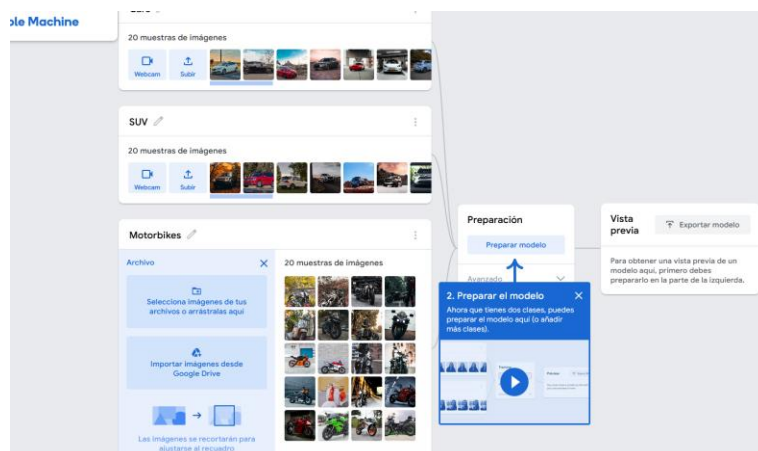 ble Machine
20 muestras de imágenes
Webcam
Subir
SUV
20 muestras de imágenes
Webcam
Subir
Motorbikes
Archivo
Selecciona imágenes de tus
archivos o arrástralas aquí
Importar imágenes desde
Google Drive
Las imágenes se recortarán para
ajustarse al recuadro
20 muestras de imágenes
Preparación
Preparar modelo
Avanzado
2. Preparar el modelo
Ahora que tienes dos clases, puedes
preparar el modelo aquí (o añadir
más clases).
Vista
previa
Exportar modelo
Para obtener una vista previa de un
modelo aquí, primero debes
prepararlo en la parte de la izquierda.